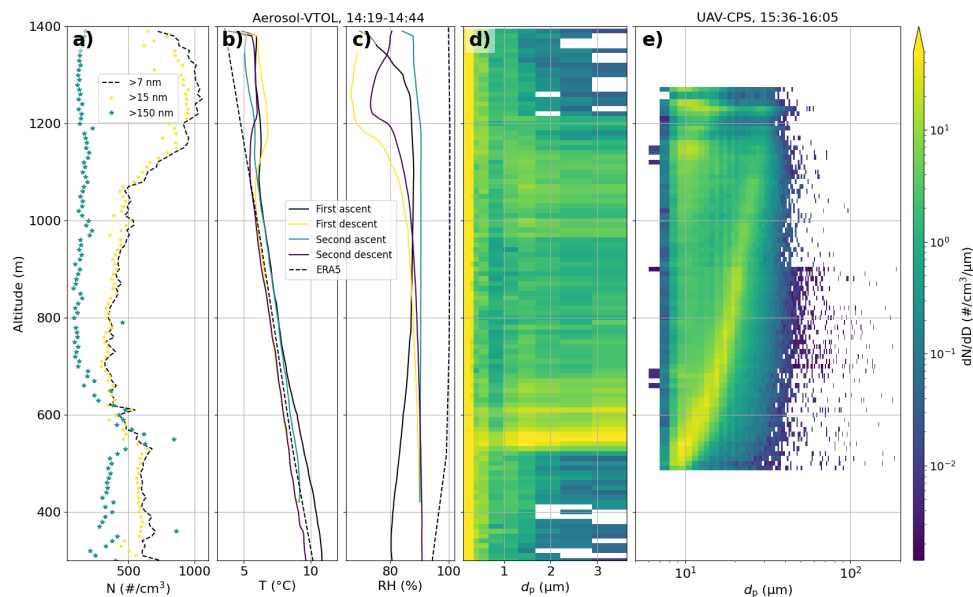 Aerosol-VTOL, 14:19-14:44
UAV-CPS, 15:36-16:05
a)
b)
c)
d)
e)
>7 nm
>15 nm
>150 nm
First ascent
First descent
Second ascent
Second descent
ERA5
1400
1200
1000
800
600
400
Altitude (m)
500 1000
N (#/cm³)
5 10
T (°C)
80 100
RH (%)
1 2 3
dₚ (µm)
10¹ 10²
dₚ (µm)
10¹
10⁰
10⁻¹
10⁻²
dN/dD (#/cm³/µm)